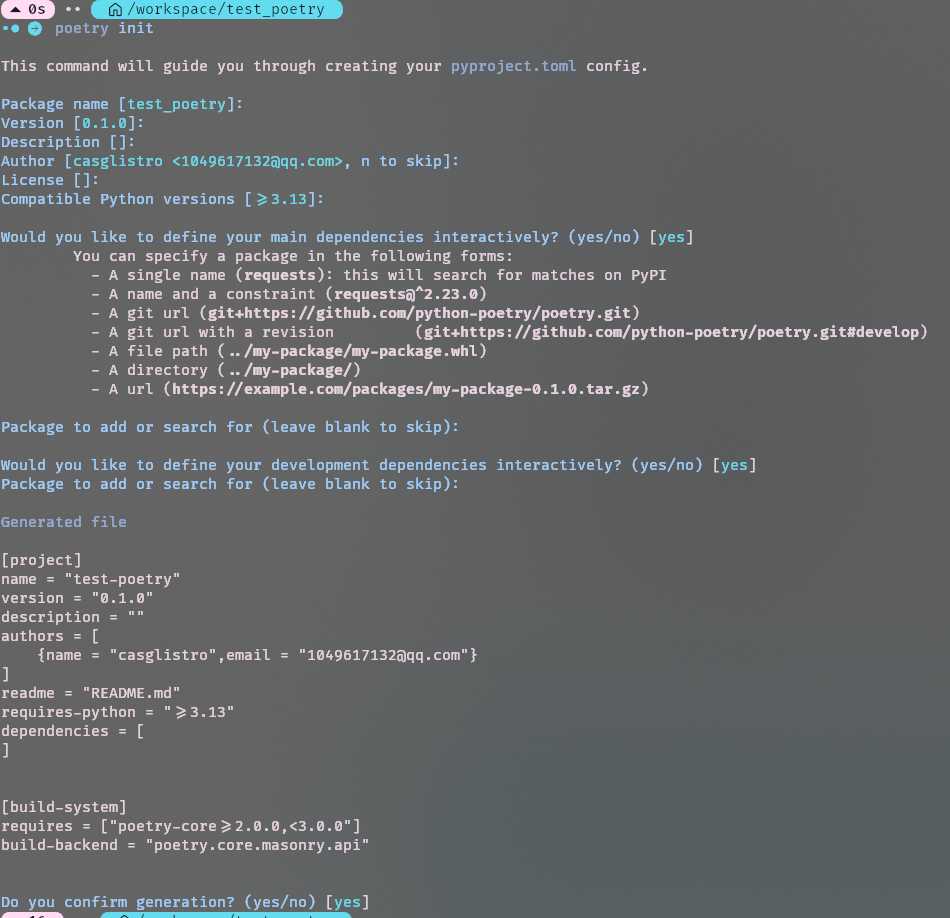 0s •• /workspace/test_poetry
poetry init
This command will guide you through creating your pyproject.toml config.
Package name [test_poetry]:
Version [0.1.0]:
Description []:
Author [casglistro <1049617132@qq.com>, n to skip]:
License []:
Compatible Python versions [>=3.13]:
Would you like to define your main dependencies interactively? (yes/no) [yes]
You can specify a package in the following forms:
- A single name (requests): this will search for matches on PyPI
- A name and a constraint (requests@^2.23.0)
- A git url (git+https://github.com/python-poetry/poetry.git)
- A git url with a revision (git+https://github.com/python-poetry/poetry.git#develop)
- A file path (../my-package/my-package.whl)
- A directory (../my-package/)
- A url (https://example.com/packages/my-package-0.1.0.tar.gz)
Package to add or search for (leave blank to skip):
Would you like to define your development dependencies interactively? (yes/no) [yes]
Package to add or search for (leave blank to skip):
Generated file
[project]
name = "test-poetry"
version = "0.1.0"
description = ""
authors = [
{name = "casglistro",email = "1049617132@qq.com"}
]
readme = "README.md"
requires-python = ">=3.13"
dependencies = [
]
[build-system]
requires = ["poetry-core>=2.0.0,<3.0.0"]
build-backend = "poetry.core.masonry.api"
Do you confirm generation? (yes/no) [yes]